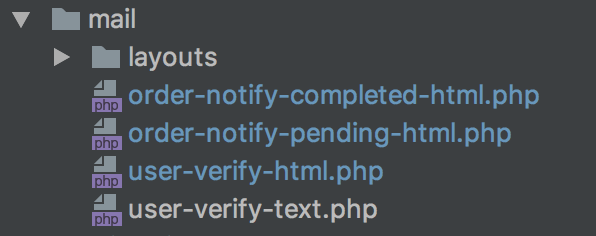 mail
layouts
php order-notify-completed-html.php
php order-notify-pending-html.php
php user-verify-html.php
php user-verify-text.php